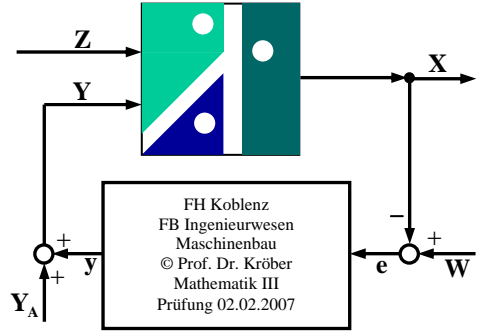 Z
Y
X
FH Koblenz
FB Ingenieurwesen
Maschinenbau
© Prof. Dr. Kröber
Mathematik III
Prüfung 02.02.2007
−
+
+
+
y
e
W
Y_A